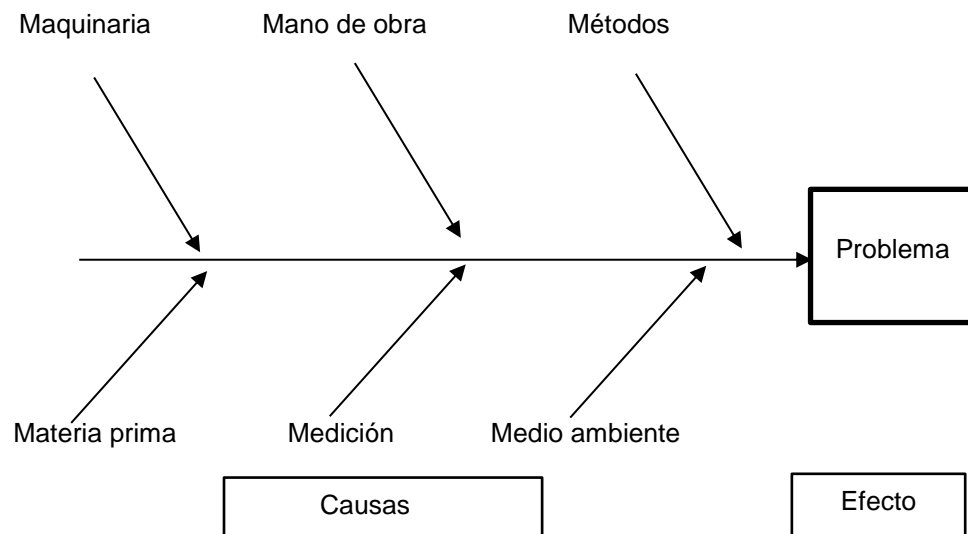 Maquinaria Mano de obra Métodos
Problema
Materia prima Medición Medio ambiente
Causas Efecto